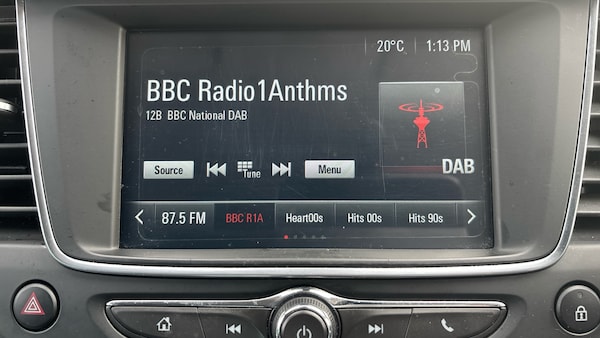 20°C 1:13 PM
BBC Radio1Anthms
12B BBC National DAB
Source Tune Menu
DAB
87.5 FM BBC R1A Heart00s Hits 00s Hits 90s